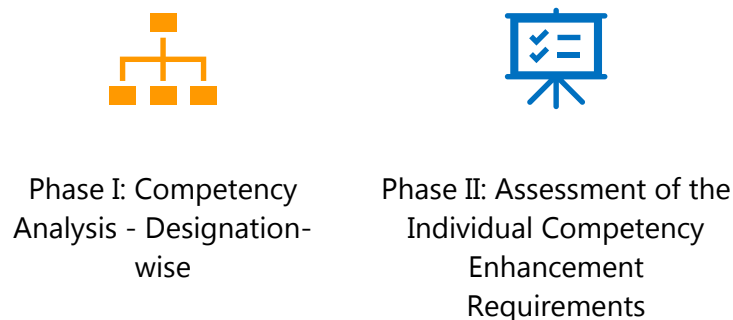 Phase I: Competency
Analysis - Designation-
wise
Phase II: Assessment of the
Individual Competency
Enhancement
Requirements